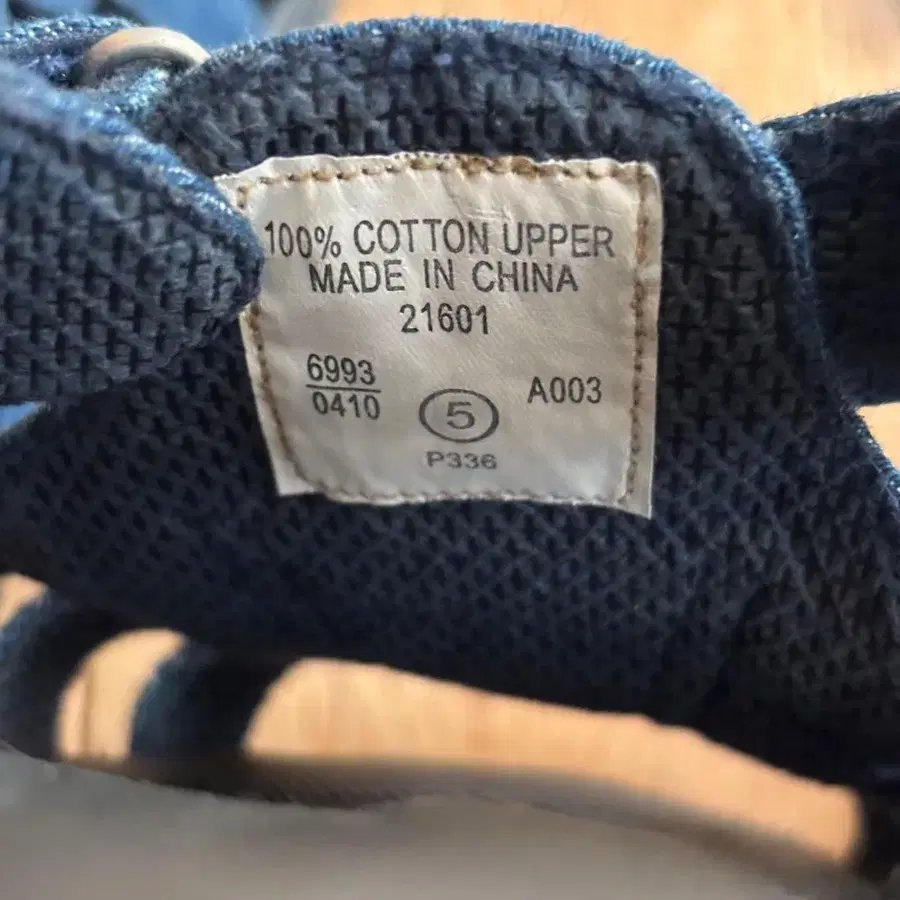 100% COTTON UPPER
MADE IN CHINA
21601
6993
0410
5
A003
P336